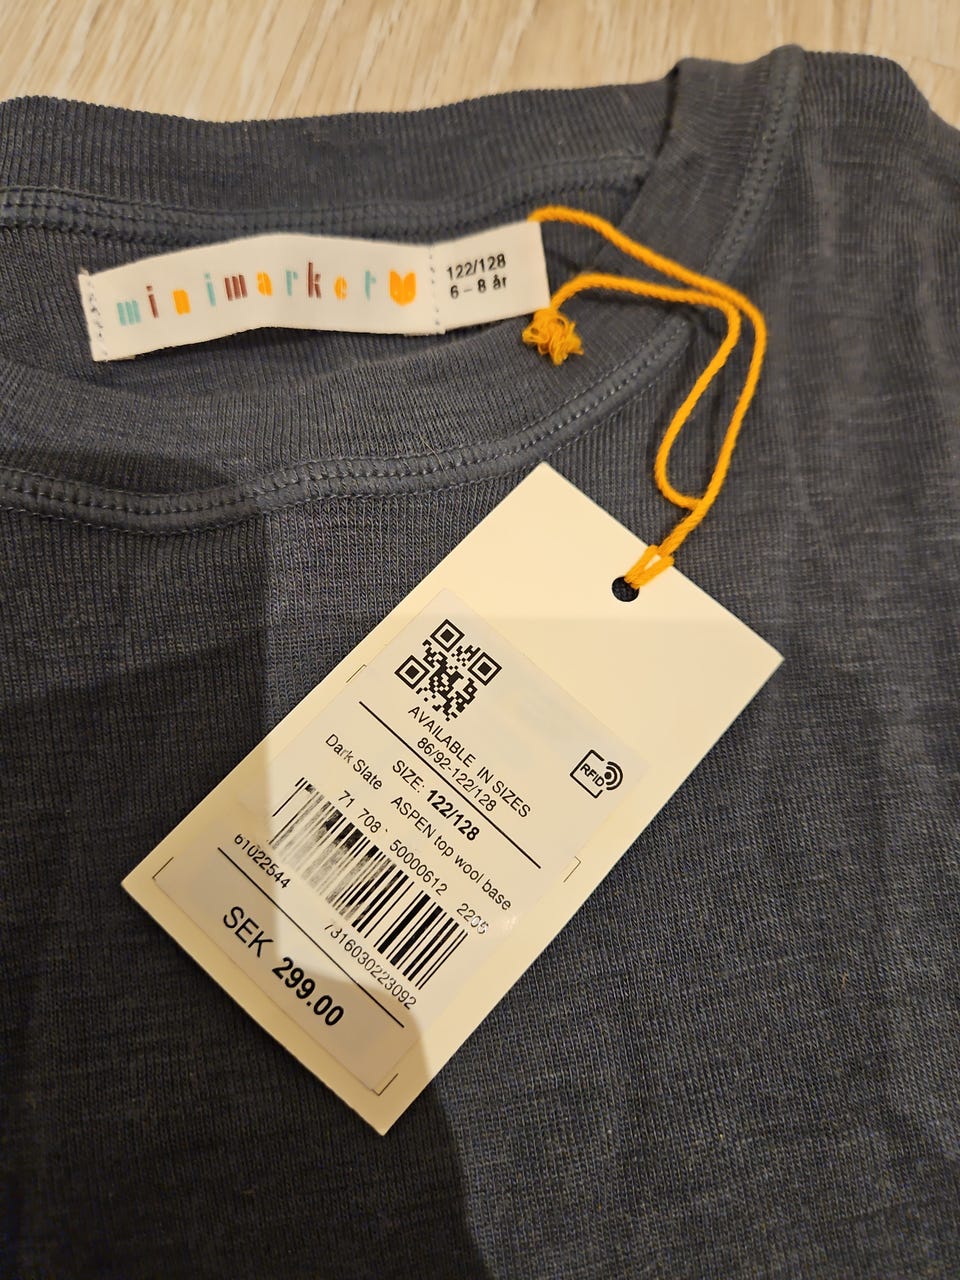 minimarket
122/128
6 – 8 år
AVAILABLE IN SIZES
86/92-122/128
SIZE: 122/128
Dark Slate ASPEN top wool base
71 708 50000612 2205
61022544
7316030223092
SEK 299.00
RFID